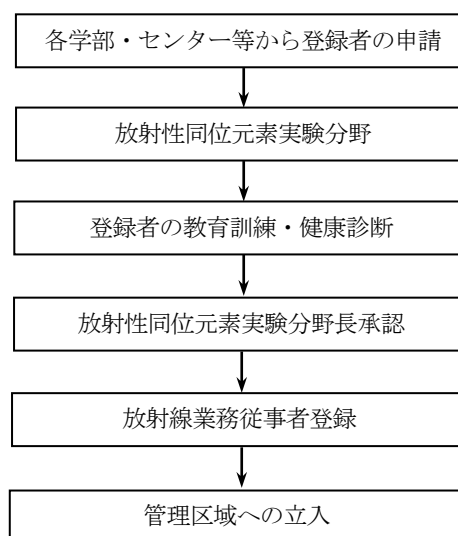 各学部・センター等から登録者の申請
放射性同位元素実験分野
登録者の教育訓練・健康診断
放射性同位元素実験分野長承認
放射線業務従事者登録
管理区域への立入